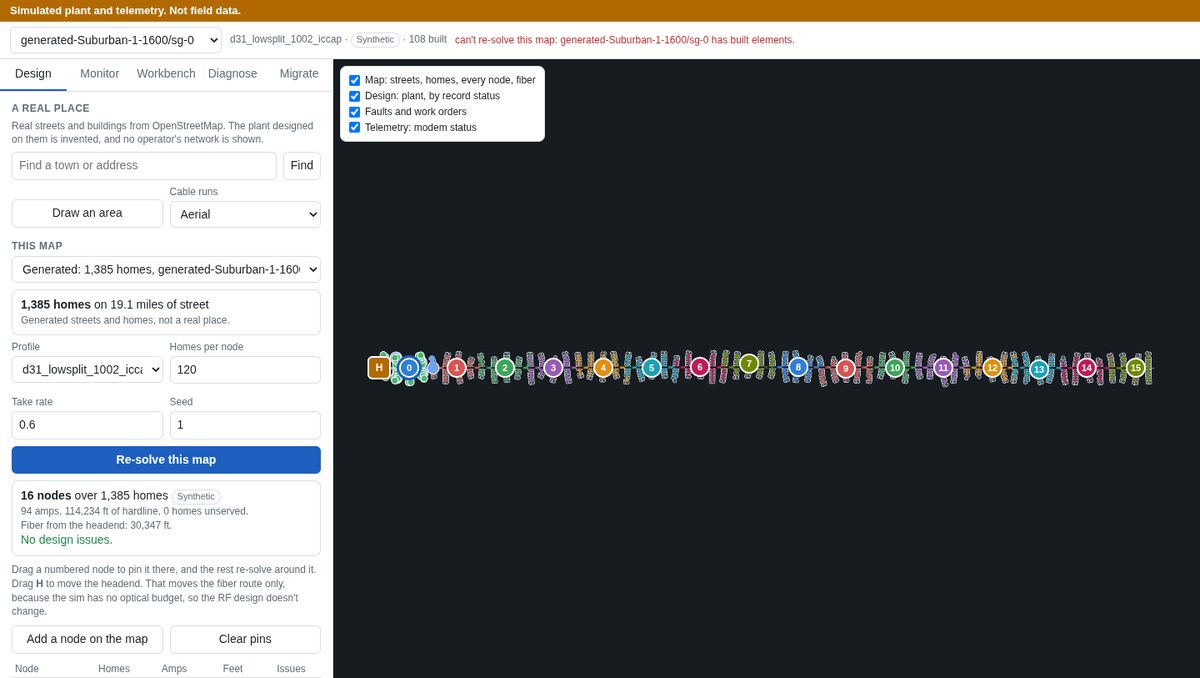 Simulated plant and telemetry. Not field data.
generated-Suburban-1-1600/sg-0
d31_lowsplit_1002_iccap · Synthetic · 108 built can't re-solve this map: generated-Suburban-1-1600/sg-0 has built elements.
Design Monitor Workbench Diagnose Migrate
Map: streets, homes, every node, fiber
Design: plant, by record status
Faults and work orders
Telemetry: modem status
A REAL PLACE
Real streets and buildings from OpenStreetMap. The plant designed
on them is invented, and no operator's network is shown.
Find a town or address Find
Cable runs
Draw an area Aerial
THIS MAP
Generated: 1,385 homes, generated-Suburban-1-160
1,385 homes on 19.1 miles of street
Generated streets and homes, not a real place.
Profile Homes per node
d31_lowsplit_1002_icca 120
Take rate Seed
0.6 1
Re-solve this map
16 nodes over 1,385 homes Synthetic
94 amps, 114,234 ft of hardline, 0 homes unserved.
Fiber from the headend: 30,347 ft.
No design issues.
Drag a numbered node to pin it there, and the rest re-solve around it.
Drag H to move the headend. That moves the fiber route only,
because the sim has no optical budget, so the RF design doesn't
change.
Add a node on the map Clear pins
Node Homes Amps Feet Issues
H 0 1 2 3 4 5 6 7 8 9 10 11 12 13 14 15